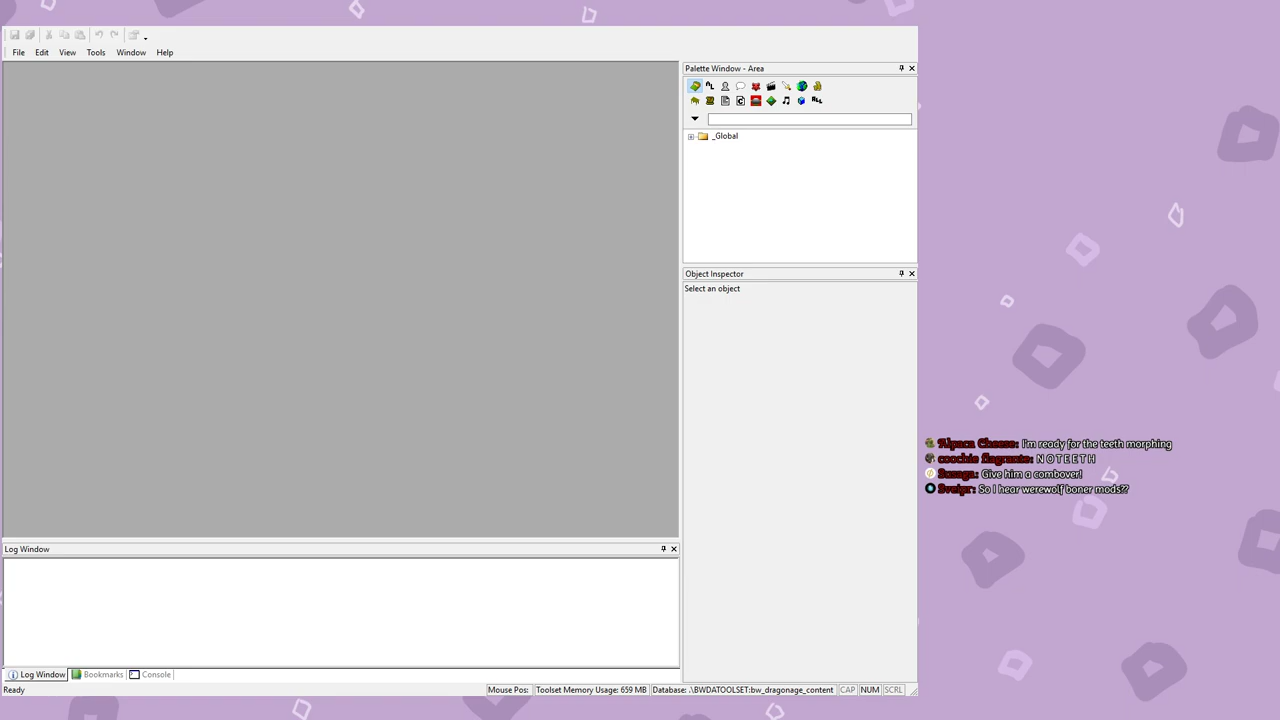 File Edit View Tools Window Help
Palette Window - Area
_Global
Object Inspector
Select an object
Alpaca Cheese: I'm ready for the teeth morphing
coochie flagrante: N O T E E T H
Sasaga: Give him a combover!
Sveigr: So I hear werewolf boner mods??
Log Window
Log Window Bookmarks Console
Ready Mouse Pos: Toolset Memory Usage: 659 MB Database: .\BWDATOOLSET:bw_dragonage_content CAP NUM SCRL